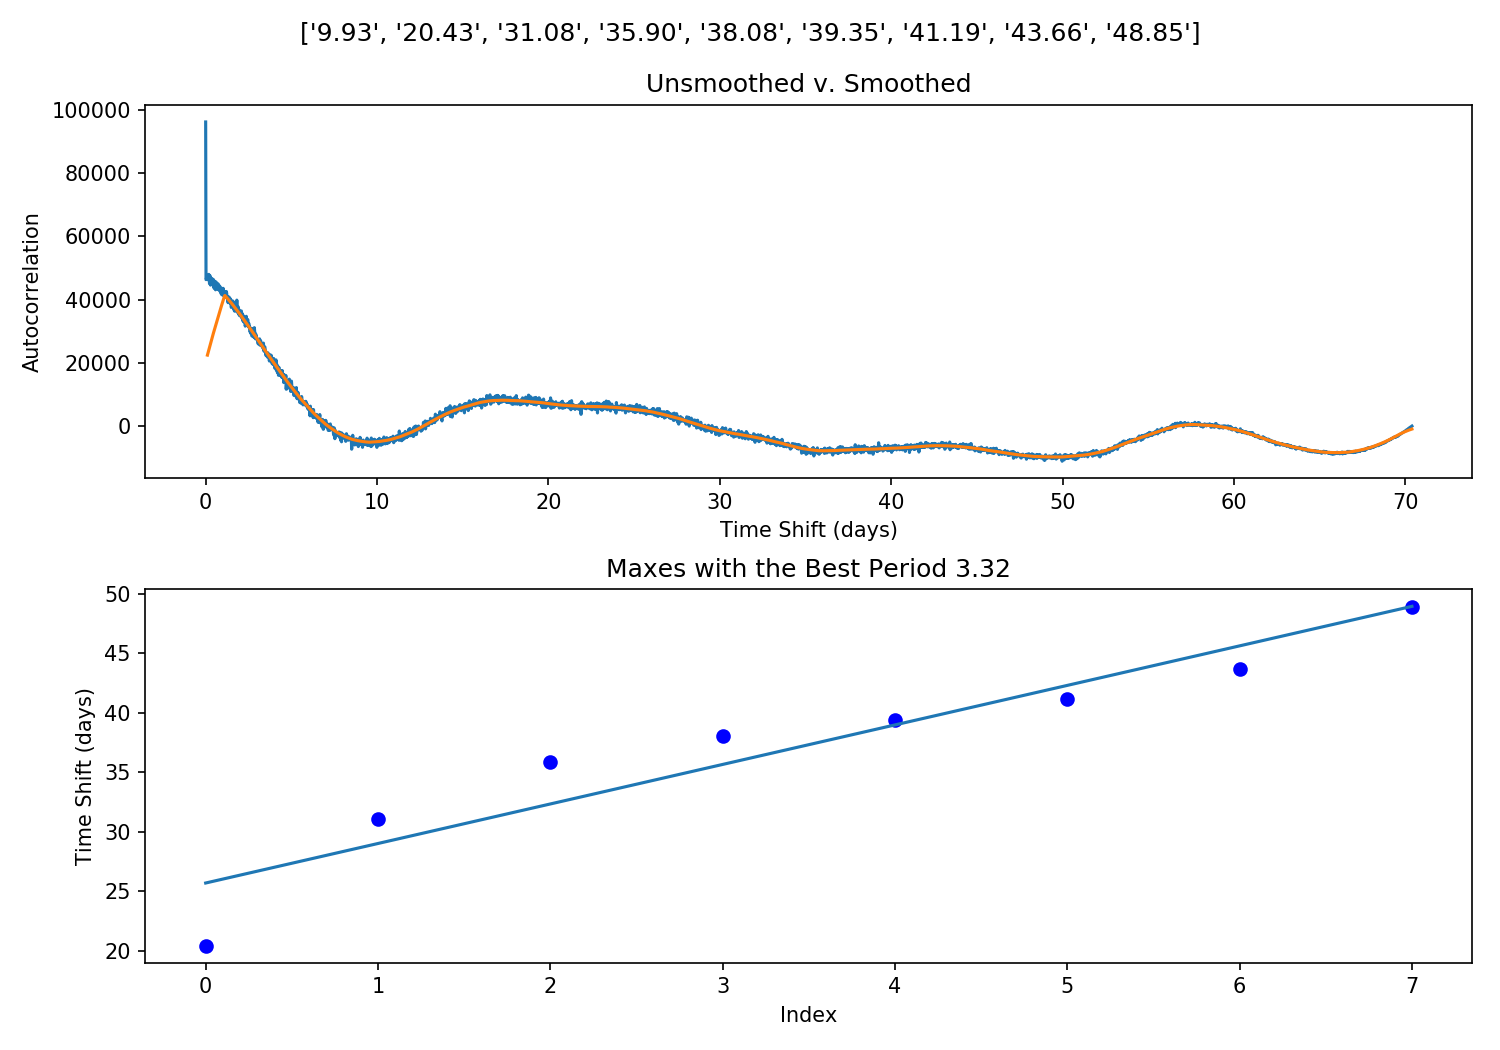 ['9.93', '20.43', '31.08', '35.90', '38.08', '39.35', '41.19', '43.66', '48.85']
Unsmoothed v. Smoothed
100000
80000
60000
40000
20000
0
Autocorrelation
0 10 20 30 40 50 60 70
Time Shift (days)
Maxes with the Best Period 3.32
50
45
40
35
30
25
20
Time Shift (days)
0 1 2 3 4 5 6 7
Index